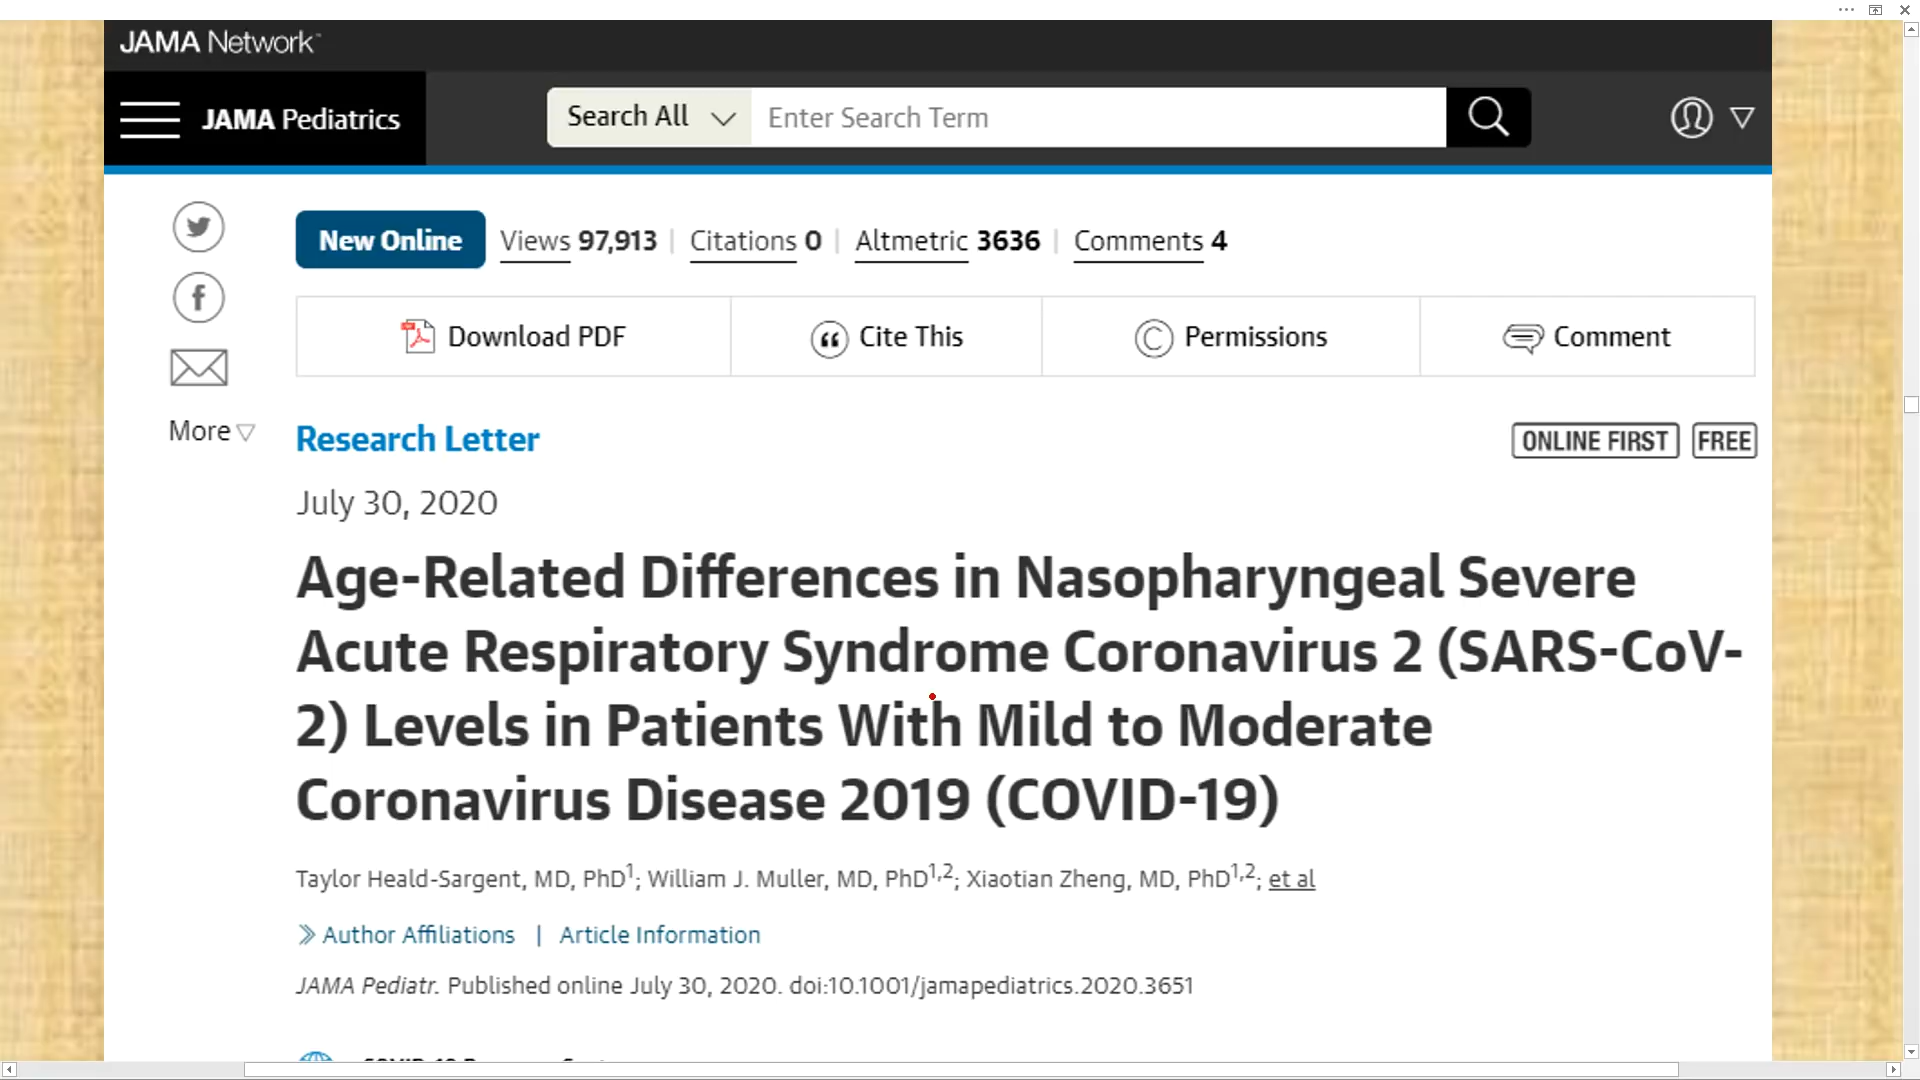 JAMA Network™
JAMA Pediatrics
Search All
Enter Search Term
New Online Views 97,913 | Citations 0 | Altmetric 3636 | Comments 4
Download PDF
Cite This
Permissions
Comment
More
Research Letter
ONLINE FIRST FREE
July 30, 2020
Age-Related Differences in Nasopharyngeal Severe
Acute Respiratory Syndrome Coronavirus 2 (SARS-CoV-
2) Levels in Patients With Mild to Moderate
Coronavirus Disease 2019 (COVID-19)
Taylor Heald-Sargent, MD, PhD1; William J. Muller, MD, PhD1,2; Xiaotian Zheng, MD, PhD1,2; et al
Author Affiliations | Article Information
JAMA Pediatr. Published online July 30, 2020. doi:10.1001/jamapediatrics.2020.3651